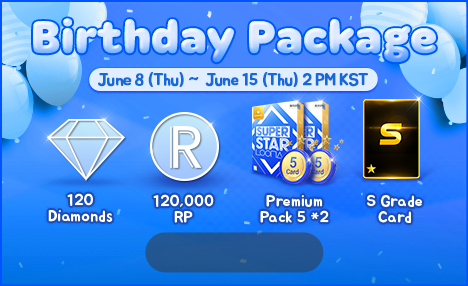 Birthday Package
June 8 (Thu) ~ June 15 (Thu) 2 PM KST
R
SUPER
STAR
LOONA
5
Card
5
Card
S
120
Diamonds
120,000
RP
Premium
Pack 5 *2
S Grade
Card